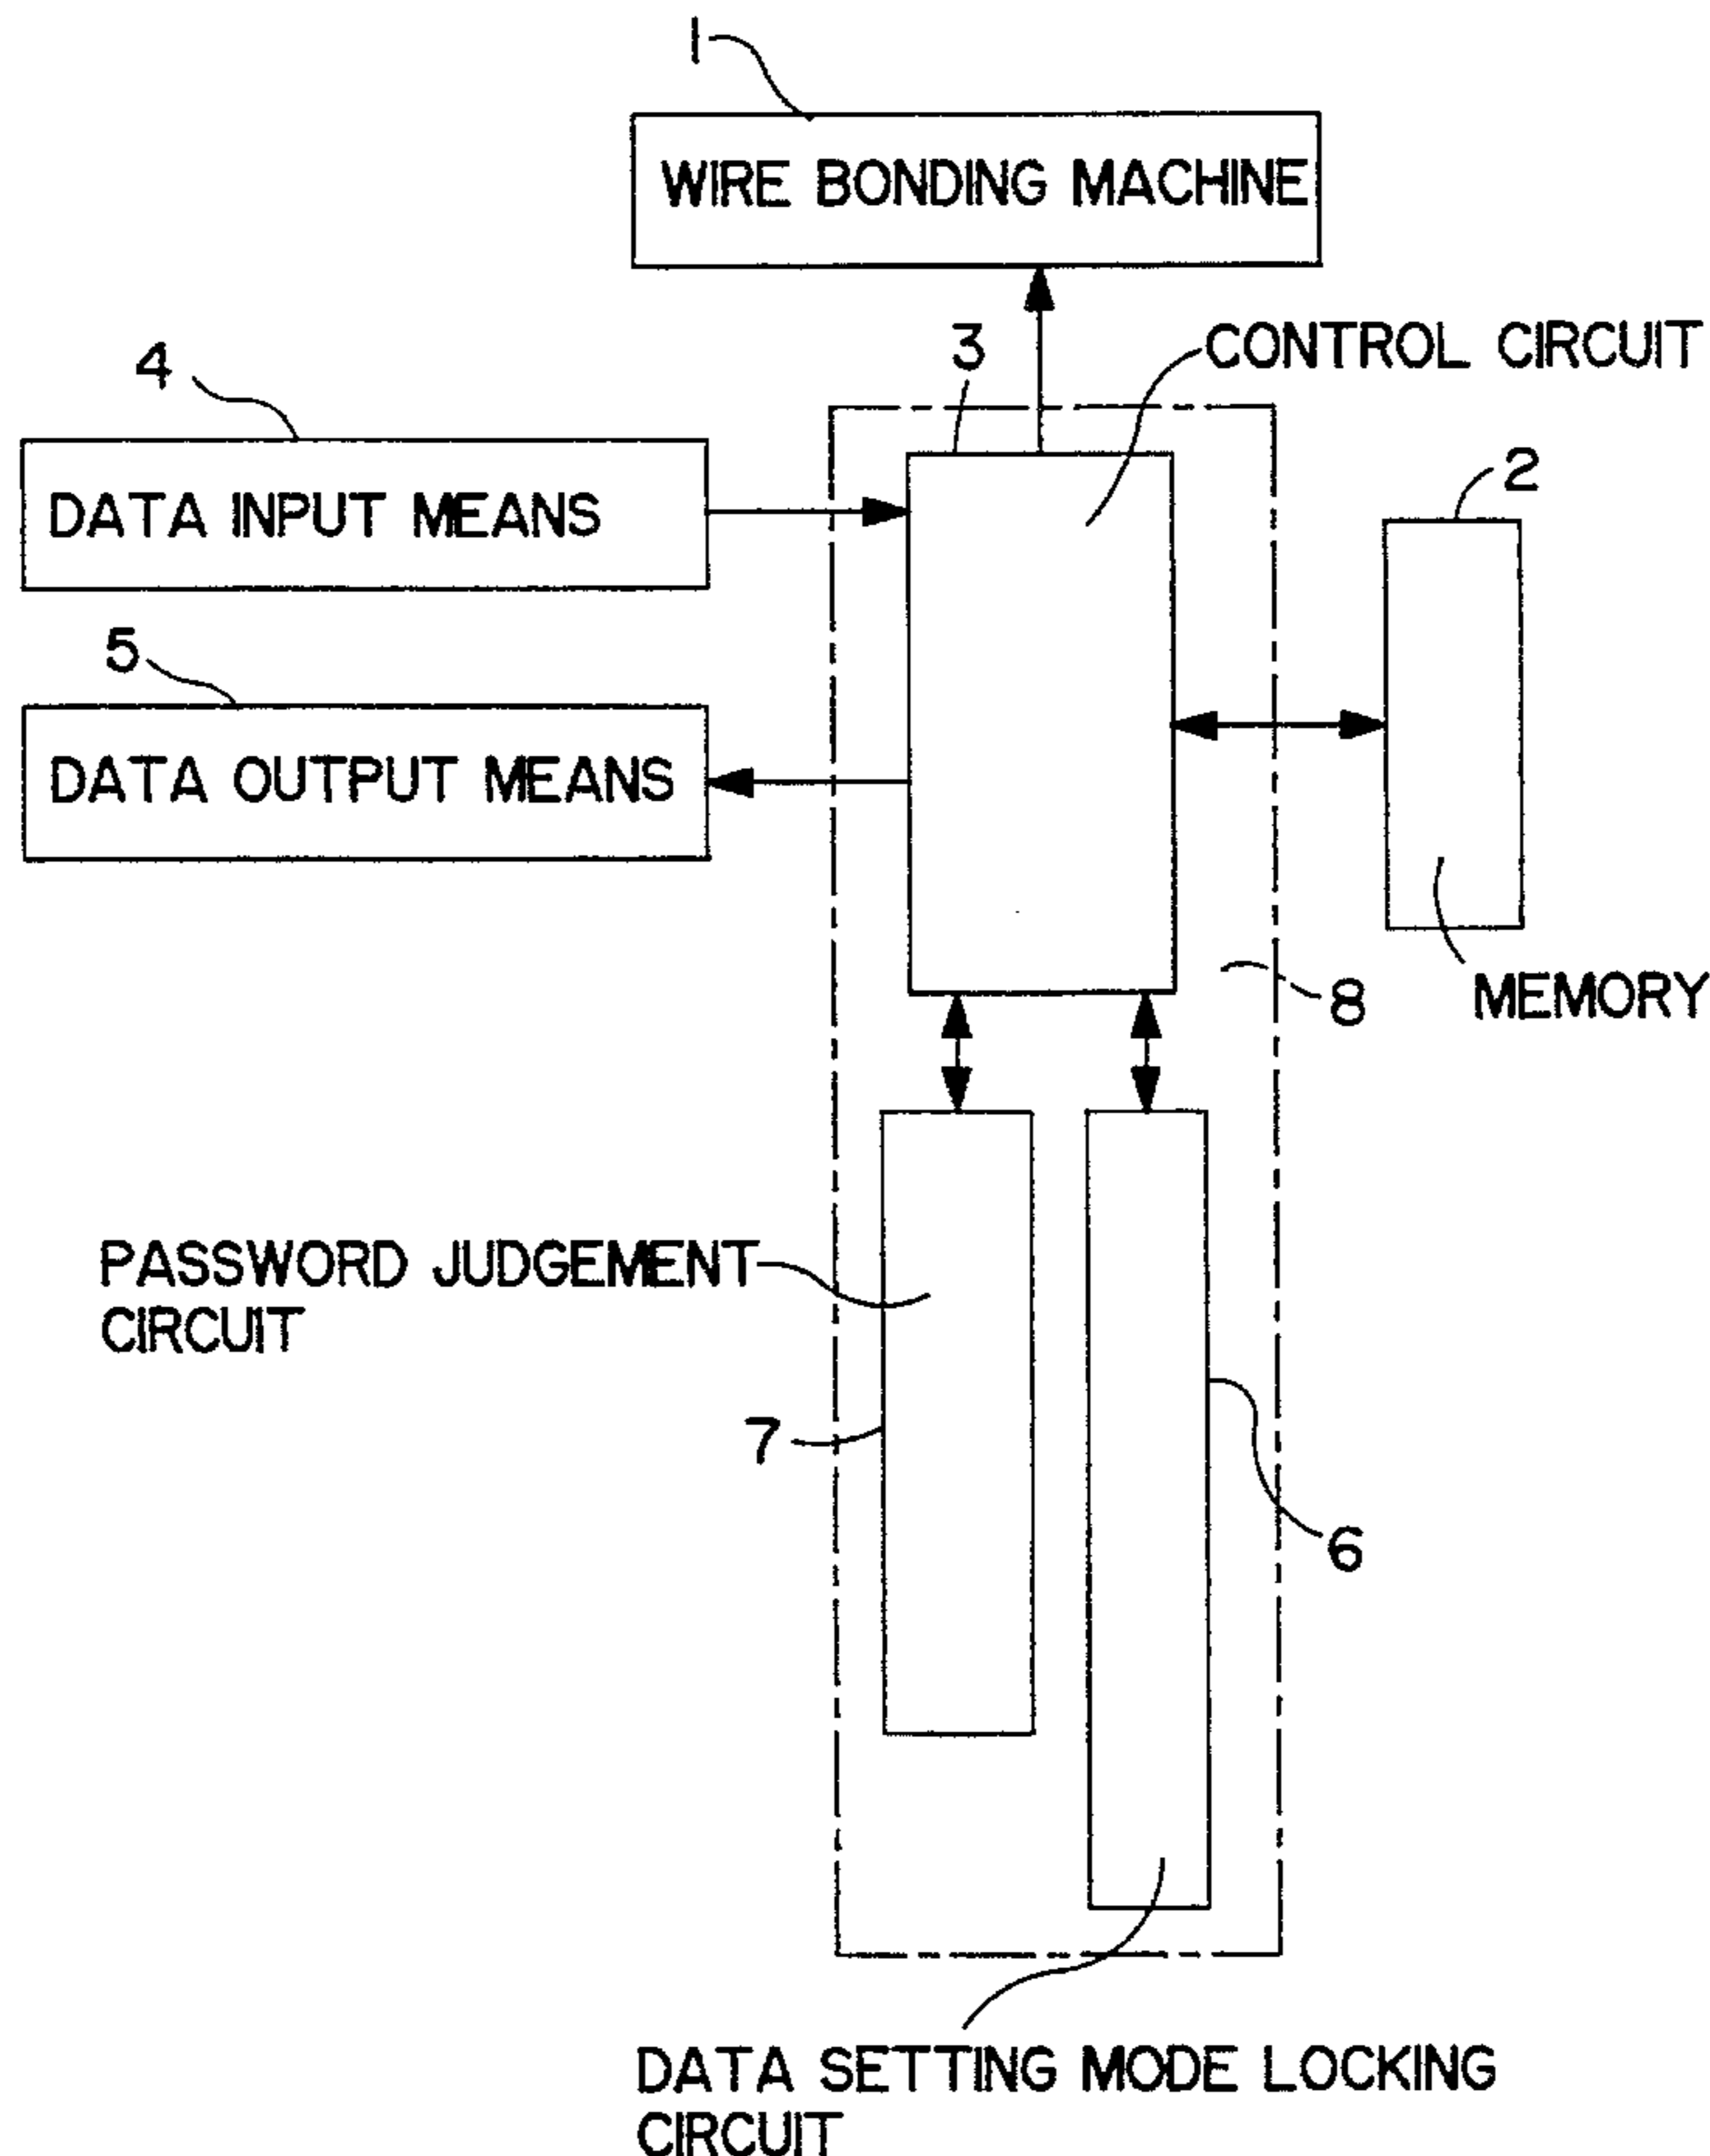 1
WIRE BONDING MACHINE
3
CONTROL CIRCUIT
4
DATA INPUT MEANS
2
5
DATA OUTPUT MEANS
8
MEMORY
PASSWORD JUDGEMENT
CIRCUIT
7
6
DATA SETTING MODE LOCKING
CIRCUIT